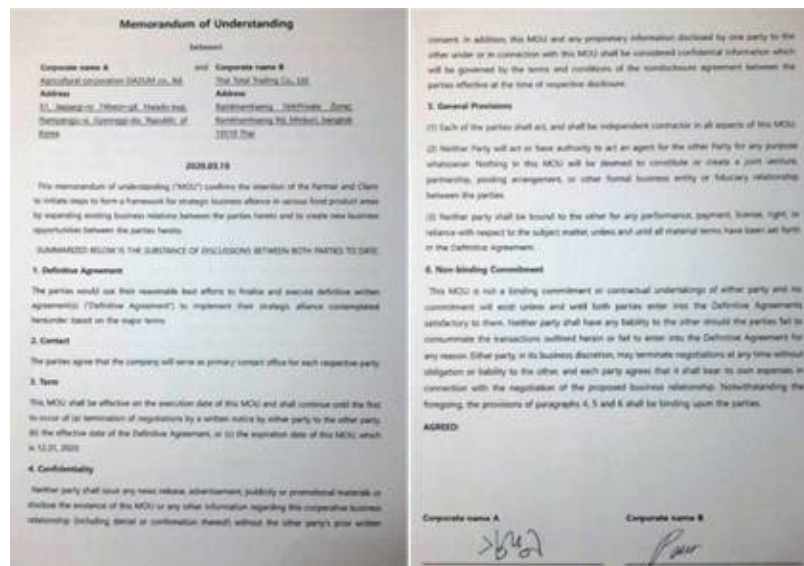 Memorandum of Understanding
between
Corporate name A and Corporate name B
Agricultural corporation DADUM co., ltd. Thai Total Trading Co., Ltd.
Address Address
Republic of
Korea
2020.03.19
This memorandum of understanding ("MOU") confirms the intention of the Partner and Client
to initiate steps to form a framework for strategic business alliance in various food product areas
by expanding existing business relations between the parties hereto and to create new business
opportunities between the parties hereto.
SUMMARIZED BELOW IS THE SUBSTANCE OF DISCUSSIONS BETWEEN BOTH PARTIES TO DATE.
1. Definitive Agreement
The parties would use their reasonable best efforts to finalize and execute definitive written
agreement(s) ("Definitive Agreement") to implement their strategic alliance contemplated
hereunder based on the major terms
2. Contact
The parties agree that the company will serve as primary contact office for each respective party.
3. Term
This MOU shall be effective on the execution date of this MOU and shall continue until the first
to occur of (a) termination of negotiations by a written notice by either party to the other party,
(b) the effective date of the Definitive Agreement, or (c) the expiration date of this MOU, which
is 12.31, 2020
4. Confidentiality
Neither party shall issue any news release, advertisement, publicity or promotional materials or
disclose the existence of this MOU or any other information regarding this cooperative business
relationship (including denial or confirmation thereof) without the other party's prior written
consent. In addition, this MOU and any proprietary information disclosed by one party to the
other under or in connection with this MOU shall be considered confidential information which
will be governed by the terms and conditions of the nondisclosure agreement between the
parties effective at the time of respective disclosure.
5. General Provisions
(1) Each of the parties shall act, and shall be independent contractor in all aspects of this MOU.
(2) Neither Party will act or have authority to act an agent for the other Party for any purpose
whatsoever. Nothing in this MOU will be deemed to constitute or create a joint venture,
partnership, pooling arrangement, or other formal business entity or fiduciary relationship
between the parties.
(3) Neither party shall be bound to the other for any performance, payment, license, right, or
reliance with respect to the subject matter, unless and until all material terms have been set forth
in the Definitive Agreement.
6. Non-binding Commitment
This MOU is not a binding commitment or contractual undertakings of either party and no
commitment will exist unless and until both parties enter into the Definitive Agreements
satisfactory to them. Neither party shall have any liability to the other should the parties fail to
consummate the transactions outlined herein or fail to enter into the Definitive Agreement for
any reason. Either party, in its business discretion, may terminate negotiations at any time without
obligation or liability to the other, and each party agrees that it shall bear its own expenses in
connection with the negotiation of the proposed business relationship. Notwithstanding the
foregoing, the provisions of paragraphs 4, 5 and 6 shall be binding upon the parties.
AGREED:
Corporate name A Corporate name B